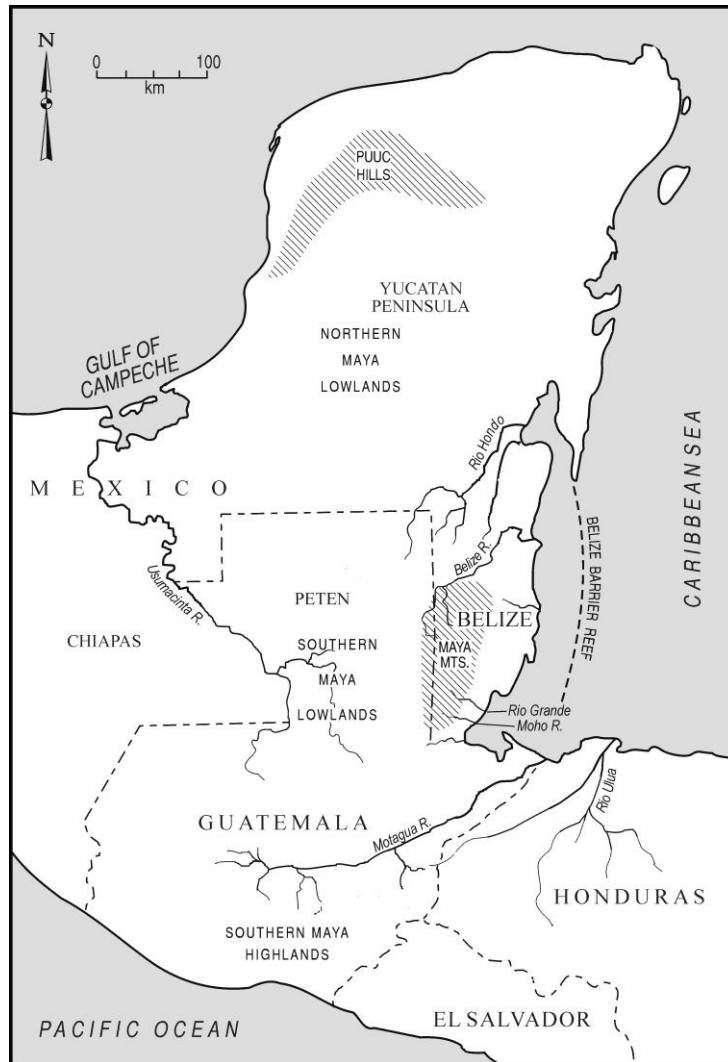 N
0 100
km
PUUC
HILLS
YUCATAN
PENINSULA
NORTHERN
MAYA
LOWLANDS
GULF OF
CAMPECHE
Rio Hondo
MEXICO
CARIBBEAN SEA
BELIZE BARRIER REEF
Belize R.
Usumacinta R.
PETEN
BELIZE
CHIAPAS
SOUTHERN
MAYA
LOWLANDS
MAYA
MTS.
Rio Grande
Moho R.
GUATEMALA
Motagua R.
Rio Ulua
HONDURAS
SOUTHERN MAYA
HIGHLANDS
EL SALVADOR
PACIFIC OCEAN